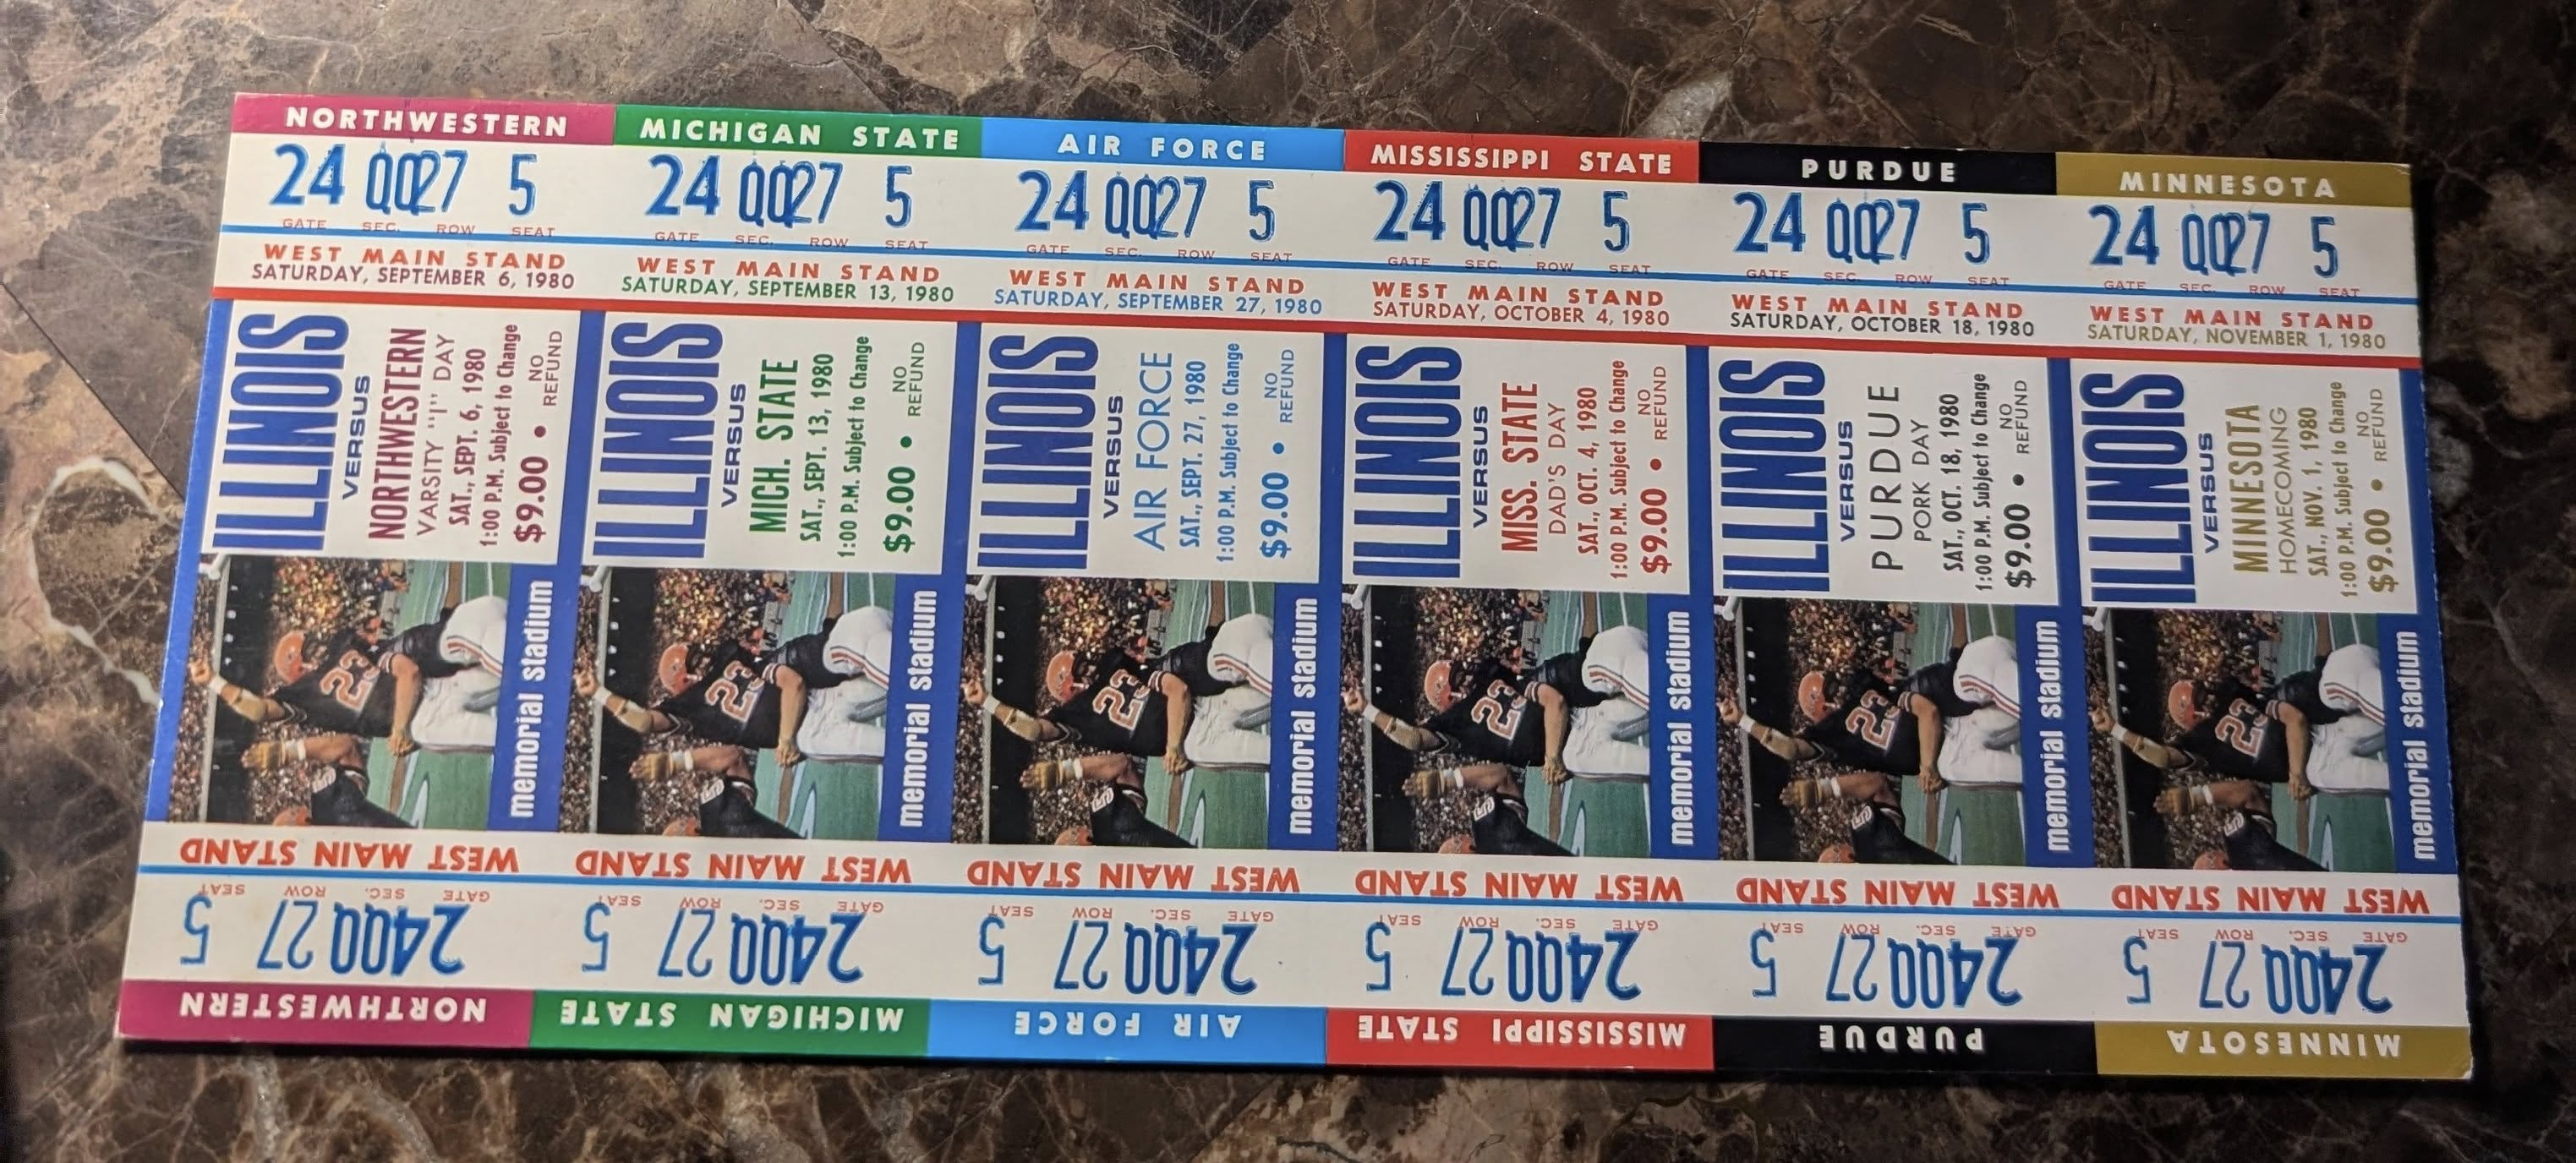 NORTHWESTERN
24 QQ 27 5
GATE SEC. ROW SEAT
WEST MAIN STAND
SATURDAY, SEPTEMBER 6, 1980
ILLINOIS
VERSUS
NORTHWESTERN
VARSITY "I" DAY
SAT., SEPT. 6, 1980
1:00 P.M. Subject to Change
$9.00 • NO REFUND
23
memorial stadium
WEST MAIN STAND
GATE SEC. ROW SEAT
24 QQ 27 5
NORTHWESTERN
MICHIGAN STATE
24 QQ 27 5
GATE SEC. ROW SEAT
WEST MAIN STAND
SATURDAY, SEPTEMBER 13, 1980
ILLINOIS
VERSUS
MICH. STATE
SAT., SEPT. 13, 1980
1:00 P.M. Subject to Change
$9.00 • NO REFUND
23
memorial stadium
WEST MAIN STAND
GATE SEC. ROW SEAT
24 QQ 27 5
MICHIGAN STATE
AIR FORCE
24 QQ 27 5
GATE SEC. ROW SEAT
WEST MAIN STAND
SATURDAY, SEPTEMBER 27, 1980
ILLINOIS
VERSUS
AIR FORCE
SAT., SEPT. 27, 1980
1:00 P.M. Subject to Change
$9.00 • NO REFUND
23
memorial stadium
WEST MAIN STAND
GATE SEC. ROW SEAT
24 QQ 27 5
AIR FORCE
MISSISSIPPI STATE
24 QQ 27 5
GATE SEC. ROW SEAT
WEST MAIN STAND
SATURDAY, OCTOBER 4, 1980
ILLINOIS
VERSUS
MISS. STATE
DAD'S DAY
SAT., OCT. 4, 1980
1:00 P.M. Subject to Change
$9.00 • NO REFUND
23
memorial stadium
WEST MAIN STAND
GATE SEC. ROW SEAT
24 QQ 27 5
MISSISSIPPI STATE
PURDUE
24 QQ 27 5
GATE SEC. ROW SEAT
WEST MAIN STAND
SATURDAY, OCTOBER 18, 1980
ILLINOIS
VERSUS
PURDUE
PORK DAY
SAT., OCT. 18, 1980
1:00 P.M. Subject to Change
$9.00 • NO REFUND
23
memorial stadium
WEST MAIN STAND
GATE SEC. ROW SEAT
24 QQ 27 5
PURDUE
MINNESOTA
24 QQ 27 5
GATE SEC. ROW SEAT
WEST MAIN STAND
SATURDAY, NOVEMBER 1, 1980
ILLINOIS
VERSUS
MINNESOTA
HOMECOMING
SAT., NOV. 1, 1980
1:00 P.M. Subject to Change
$9.00 • NO REFUND
23
memorial stadium
WEST MAIN STAND
GATE SEC. ROW SEAT
24 QQ 27 5
MINNESOTA